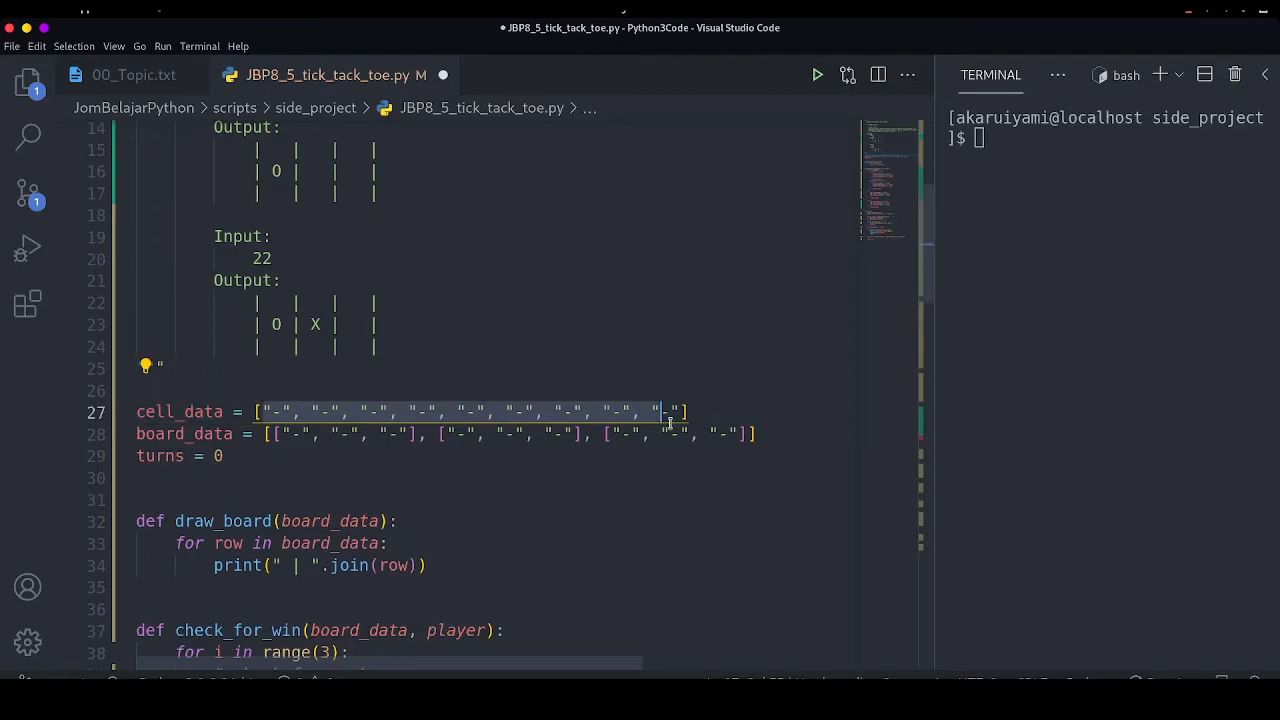 JBP8_5_tick_tack_toe.py - Python3Code - Visual Studio Code
File Edit Selection View Go Run Terminal Help
00_Topic.txt JBP8_5_tick_tack_toe.py M
JomBelajarPython > scripts > side_project > JBP8_5_tick_tack_toe.py > ...
TERMINAL ... bash
[akaruiyami@localhost side_project
]$
1
1
14 Output:
15 | | | |
16 | O | | |
17 | | | |
18
19 Input:
20 22
21 Output:
22 | | | |
23 | O | X | |
24 | | | |
25 "
26
27 cell_data = ["-", "-", "-", "-", "-", "-", "-", "-", "-"]
28 board_data = [["-", "-", "-"], ["-", "-", "-"], ["-", "-", "-"]]
29 turns = 0
30
31
32 def draw_board(board_data):
33 for row in board_data:
34 print(" | ".join(row))
35
36
37 def check_for_win(board_data, player):
38 for i in range(3):